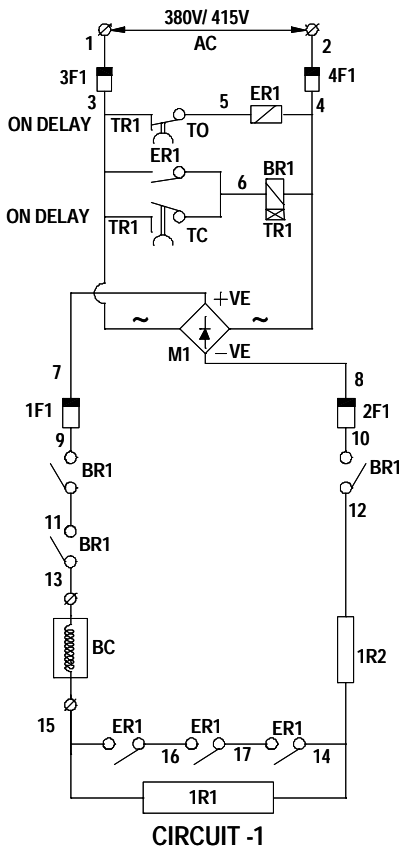 380V/ 415V
1 AC 2
3F1 4F1
3 5 ER1 4
ON DELAY TR1 TO
ER1 BR1
6
ON DELAY TR1 TC TR1
+VE
~ ~
M1 –VE
7 8
1F1 2F1
9 10
BR1 BR1
12
11
BR1
13
BC 1R2
15 ER1 ER1 ER1
16 17 14
1R1
CIRCUIT -1